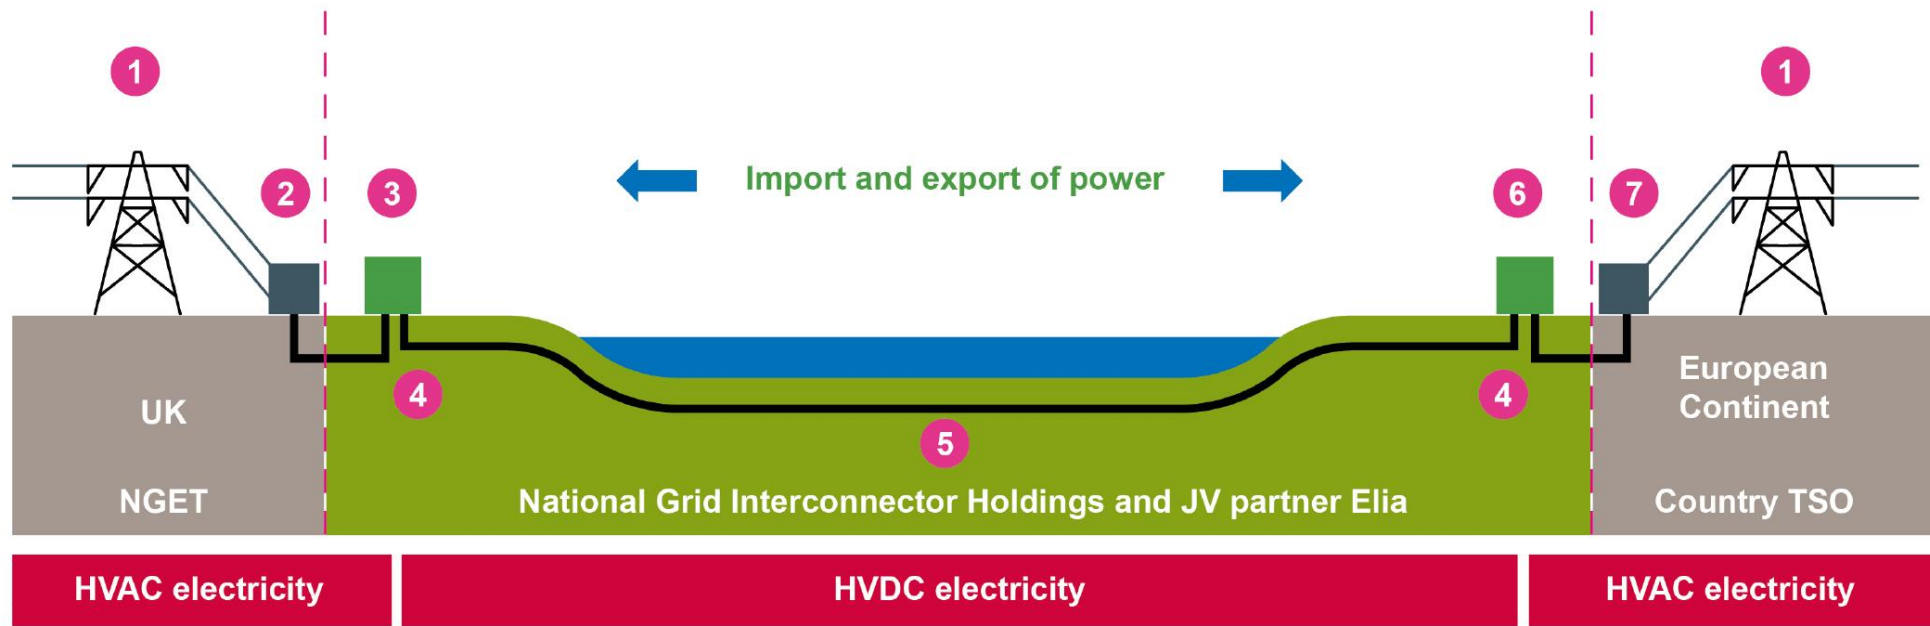 1
1
2
3
Import and export of power
6
7
4
4
5
UK
European
Continent
NGET
National Grid Interconnector Holdings and JV partner Elia
Country TSO
HVAC electricity
HVDC electricity
HVAC electricity